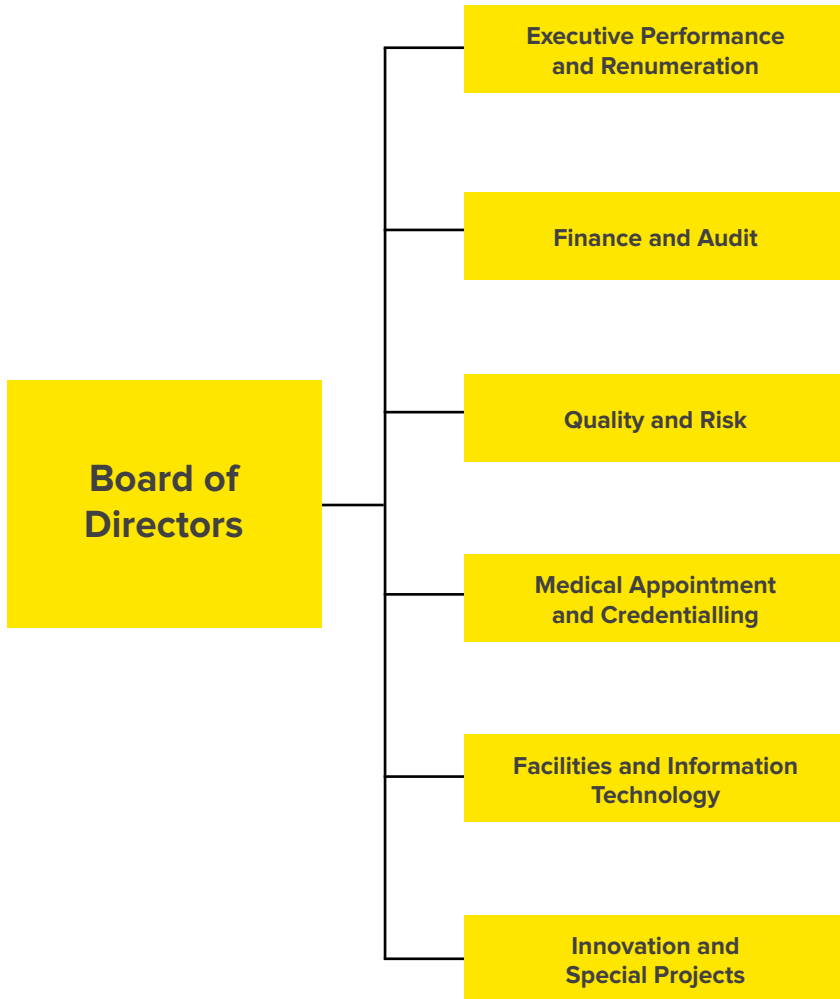 Executive Performance
and Renumeration
Finance and Audit
Quality and Risk
Board of
Directors
Medical Appointment
and Credentialling
Facilities and Information
Technology
Innovation and
Special Projects